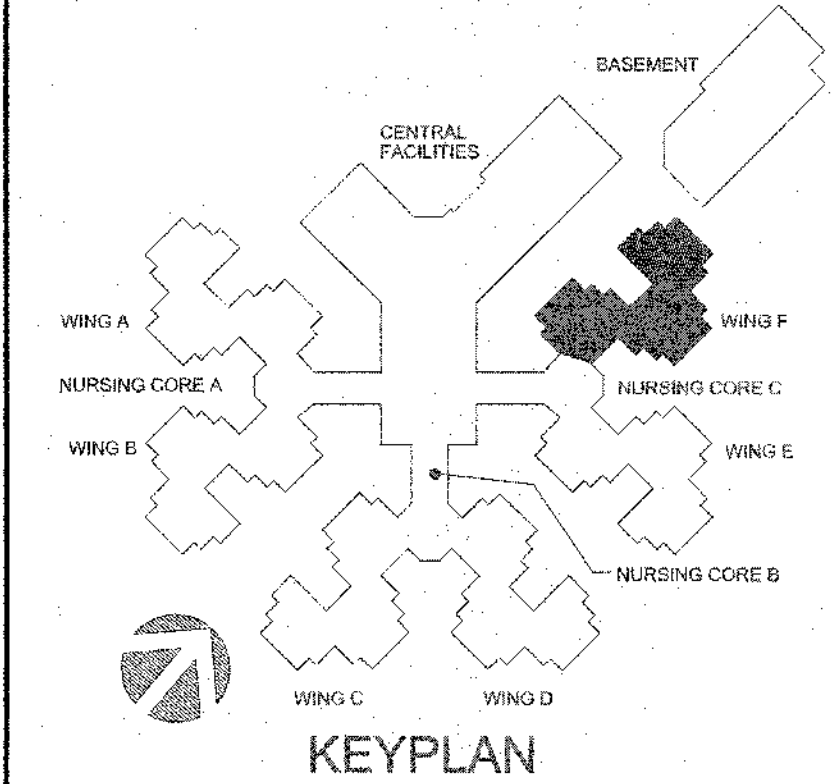 BASEMENT
CENTRAL
FACILITIES
WING A
WING F
NURSING CORE A
NURSING CORE C
WING B
WING E
NURSING CORE B
WING C
WING D
KEYPLAN